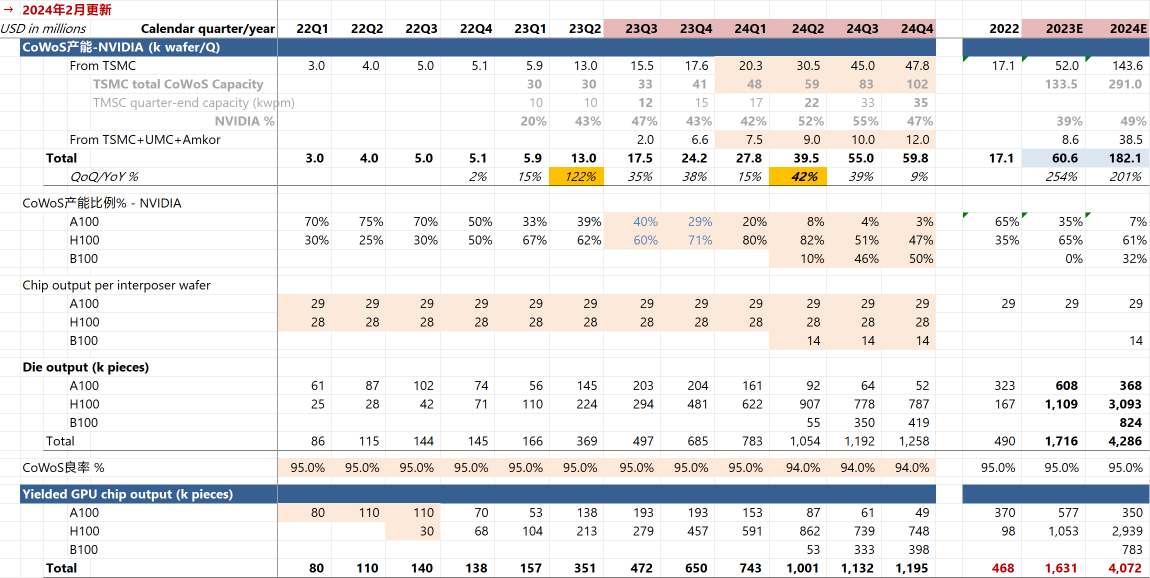 → 2024年2月更新
USD in millions Calendar quarter/year 22Q1 22Q2 22Q3 22Q4 23Q1 23Q2 23Q3 23Q4 24Q1 24Q2 24Q3 24Q4 2022 2023E 2024E
CoWoS产能-NVIDIA (k wafer/Q)
From TSMC 3.0 4.0 5.0 5.1 5.9 13.0 15.5 17.6 20.3 30.5 45.0 47.8 17.1 52.0 143.6
TSMC total CoWoS Capacity 30 30 33 41 48 59 83 102 133.5 291.0
TMSC quarter-end capacity (kwpm) 10 10 12 15 17 22 33 35
NVIDIA % 20% 43% 47% 43% 42% 52% 55% 47% 39% 49%
From TSMC+UMC+Amkor 2.0 6.6 7.5 9.0 10.0 12.0 8.6 38.5
Total 3.0 4.0 5.0 5.1 5.9 13.0 17.5 24.2 27.8 39.5 55.0 59.8 17.1 60.6 182.1
QoQ/YoY % 2% 15% 122% 35% 38% 15% 42% 39% 9% 254% 201%
CoWoS产能比例% - NVIDIA
A100 70% 75% 70% 50% 33% 39% 40% 29% 20% 8% 4% 3% 65% 35% 7%
H100 30% 25% 30% 50% 67% 62% 60% 71% 80% 82% 51% 47% 35% 65% 61%
B100 10% 46% 50% 0% 32%
Chip output per interposer wafer
A100 29 29 29 29 29 29 29 29 29 29 29 29 29 29 29
H100 28 28 28 28 28 28 28 28 28 28 28 28 28 28 28
B100 14 14 14 14
Die output (k pieces)
A100 61 87 102 74 56 145 203 204 161 92 64 52 323 608 368
H100 25 28 42 71 110 224 294 481 622 907 778 787 167 1,109 3,093
B100 55 350 419 824
Total 86 115 144 145 166 369 497 685 783 1,054 1,192 1,258 490 1,716 4,286
CoWoS良率 % 95.0% 95.0% 95.0% 95.0% 95.0% 95.0% 95.0% 95.0% 95.0% 94.0% 94.0% 94.0% 95.0% 95.0% 95.0%
Yielded GPU chip output (k pieces)
A100 80 110 110 70 53 138 193 193 153 87 61 49 370 577 350
H100 30 68 104 213 279 457 591 862 739 748 98 1,053 2,939
B100 53 333 398 783
Total 80 110 140 138 157 351 472 650 743 1,001 1,132 1,195 468 1,631 4,072